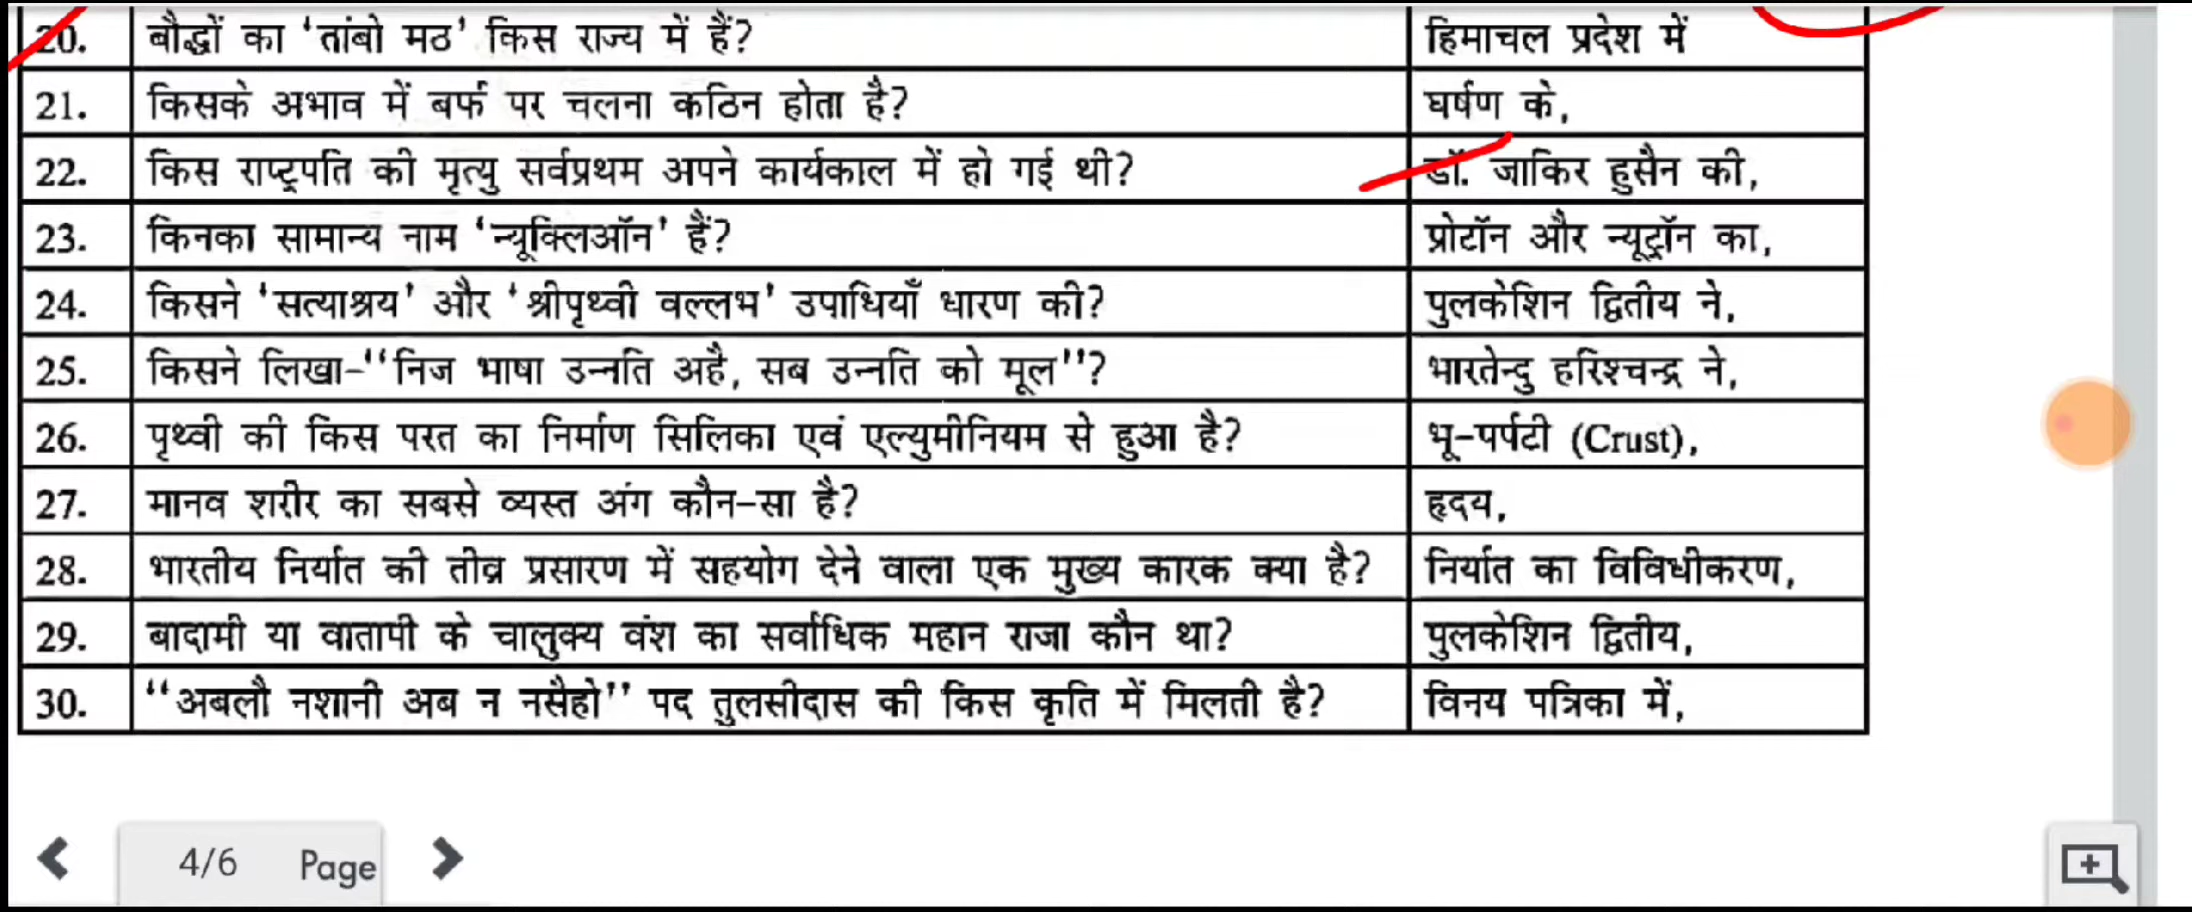 20. बौद्धों का ‘तांबो मठ’ किस राज्य में हैं? हिमाचल प्रदेश में
21. किसके अभाव में बर्फ पर चलना कठिन होता है? घर्षण के,
22. किस राष्ट्रपति की मृत्यु सर्वप्रथम अपने कार्यकाल में हो गई थी? डॉ. जाकिर हुसैन की,
23. किनका सामान्य नाम ‘न्यूक्लिऑन’ हैं? प्रोटॉन और न्यूट्रॉन का,
24. किसने ‘सत्याश्रय’ और ‘श्रीपृथ्वी वल्लभ’ उपाधियाँ धारण की? पुलकेशिन द्वितीय ने,
25. किसने लिखा-‘‘निज भाषा उन्नति अहै, सब उन्नति को मूल’’? भारतेन्दु हरिश्चन्द्र ने,
26. पृथ्वी की किस परत का निर्माण सिलिका एवं एल्युमीनियम से हुआ है? भू-पर्पटी (Crust),
27. मानव शरीर का सबसे व्यस्त अंग कौन-सा है? हृदय,
28. भारतीय निर्यात की तीव्र प्रसारण में सहयोग देने वाला एक मुख्य कारक क्या है? निर्यात का विविधीकरण,
29. बादामी या वातापी के चालुक्य वंश का सर्वाधिक महान राजा कौन था? पुलकेशिन द्वितीय,
30. ‘‘अबलौ नशानी अब न नसैहो’’ पद तुलसीदास की किस कृति में मिलती है? विनय पत्रिका में,
4/6 Page